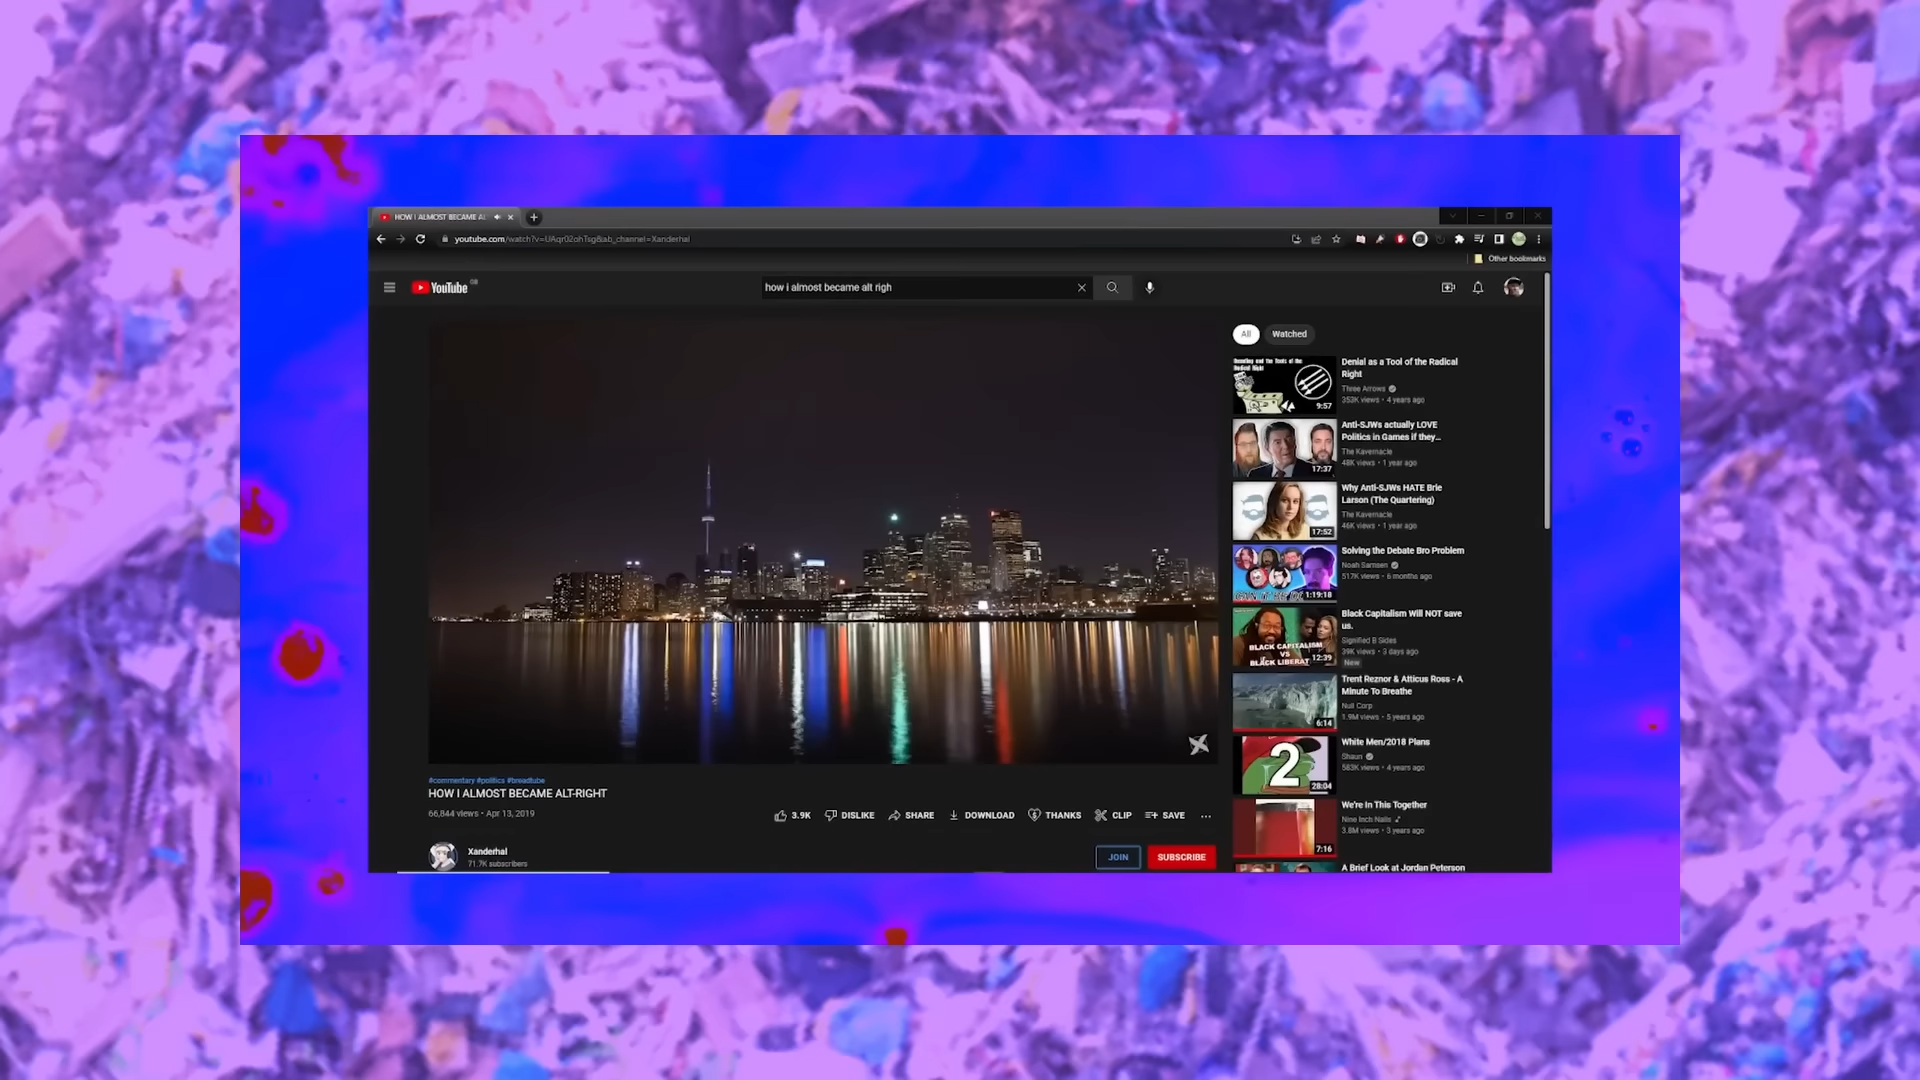 HOW I ALMOST BECAME AL
youtube.com/watch?v=UAqr02ohTsg&ab_channel=Xanderhal
Other bookmarks
YouTube GB
how i almost became alt righ
All
Watched
Denial as a Tool of the Radical
Right
Three Arrows
353K views • 4 years ago
9:57
Anti-SJWs actually LOVE
Politics in Games if they...
The Kavernacle
48K views • 1 year ago
17:37
Why Anti-SJWs HATE Brie
Larson (The Quartering)
The Kavernacle
46K views • 1 year ago
17:52
Solving the Debate Bro Problem
Noah Samsen
517K views • 6 months ago
1:19:18
Black Capitalism Will NOT save
us.
Signified B Sides
39K views • 3 days ago
New
BLACK CAPITALISM
VS
BLACK LIBERAT
12:39
Trent Reznor & Atticus Ross - A
Minute To Breathe
Null Corp
1.9M views • 5 years ago
6:14
White Men/2018 Plans
Shaun
583K views • 4 years ago
2
28:04
We're In This Together
Nine Inch Nails
3.8M views • 3 years ago
7:16
A Brief Look at Jordan Peterson
#commentary #politics #breadtube
HOW I ALMOST BECAME ALT-RIGHT
66,844 views • Apr 13, 2019
3.9K
DISLIKE
SHARE
DOWNLOAD
THANKS
CLIP
SAVE
Xanderhal
71.7K subscribers
JOIN
SUBSCRIBE